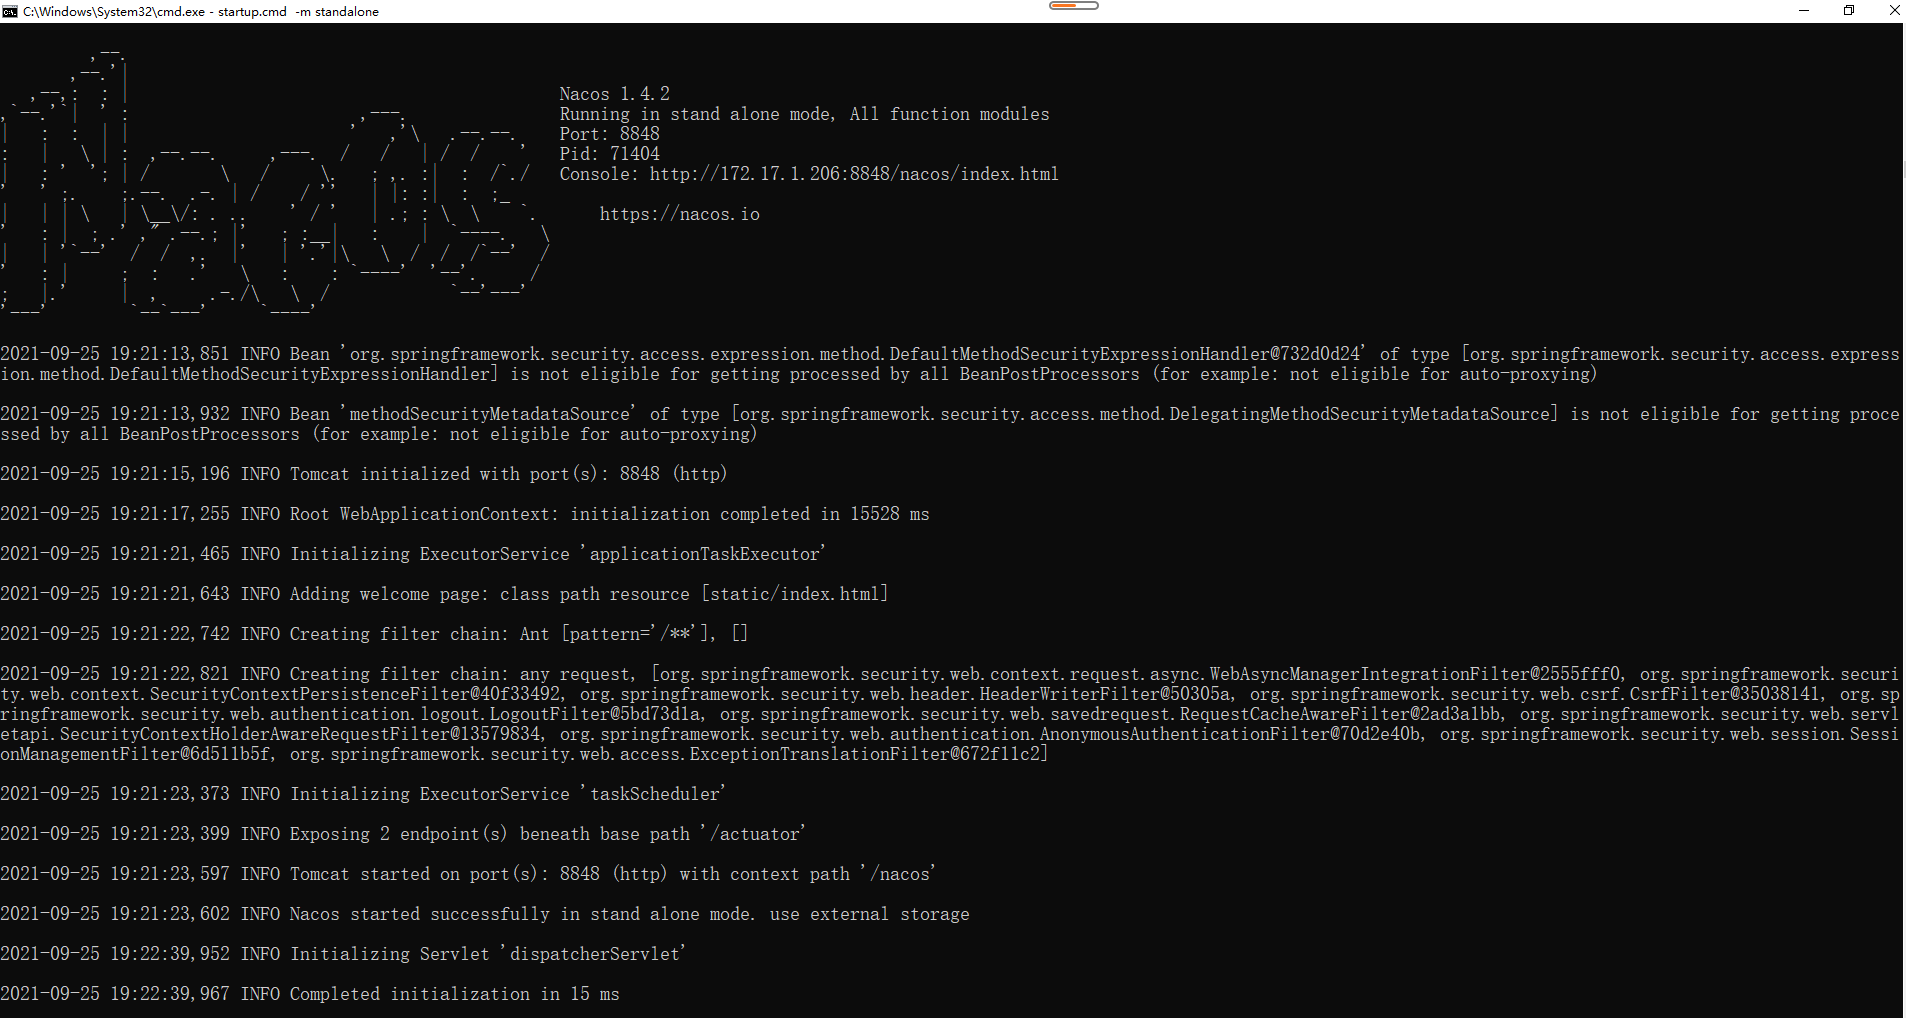 C:\Windows\System32\cmd.exe - startup.cmd  -m standalone
Nacos 1.4.2
Running in stand alone mode, All function modules
Port: 8848
Pid: 71404
Console: http://172.17.1.206:8848/nacos/index.html
https://nacos.io
2021-09-25 19:21:13,851 INFO Bean 'org.springframework.security.access.expression.method.DefaultMethodSecurityExpressionHandler@732d0d24' of type [org.springframework.security.access.express
ion.method.DefaultMethodSecurityExpressionHandler] is not eligible for getting processed by all BeanPostProcessors (for example: not eligible for auto-proxying)
2021-09-25 19:21:13,932 INFO Bean 'methodSecurityMetadataSource' of type [org.springframework.security.access.method.DelegatingMethodSecurityMetadataSource] is not eligible for getting proce
ssed by all BeanPostProcessors (for example: not eligible for auto-proxying)
2021-09-25 19:21:15,196 INFO Tomcat initialized with port(s): 8848 (http)
2021-09-25 19:21:17,255 INFO Root WebApplicationContext: initialization completed in 15528 ms
2021-09-25 19:21:21,465 INFO Initializing ExecutorService 'applicationTaskExecutor'
2021-09-25 19:21:21,643 INFO Adding welcome page: class path resource [static/index.html]
2021-09-25 19:21:22,742 INFO Creating filter chain: Ant [pattern='/**'], []
2021-09-25 19:21:22,821 INFO Creating filter chain: any request, [org.springframework.security.web.context.request.async.WebAsyncManagerIntegrationFilter@2555fff0, org.springframework.securi
ty.web.context.SecurityContextPersistenceFilter@40f33492, org.springframework.security.web.header.HeaderWriterFilter@50305a, org.springframework.security.web.csrf.CsrfFilter@35038141, org.sp
ringframework.security.web.authentication.logout.LogoutFilter@5bd73d1a, org.springframework.security.web.savedrequest.RequestCacheAwareFilter@2ad3a1bb, org.springframework.security.web.servl
etapi.SecurityContextHolderAwareRequestFilter@13579834, org.springframework.security.web.authentication.AnonymousAuthenticationFilter@70d2e40b, org.springframework.security.web.session.Sessi
onManagementFilter@6d511b5f, org.springframework.security.web.access.ExceptionTranslationFilter@672f11c2]
2021-09-25 19:21:23,373 INFO Initializing ExecutorService 'taskScheduler'
2021-09-25 19:21:23,399 INFO Exposing 2 endpoint(s) beneath base path '/actuator'
2021-09-25 19:21:23,597 INFO Tomcat started on port(s): 8848 (http) with context path '/nacos'
2021-09-25 19:21:23,602 INFO Nacos started successfully in stand alone mode. use external storage
2021-09-25 19:22:39,952 INFO Initializing Servlet 'dispatcherServlet'
2021-09-25 19:22:39,967 INFO Completed initialization in 15 ms